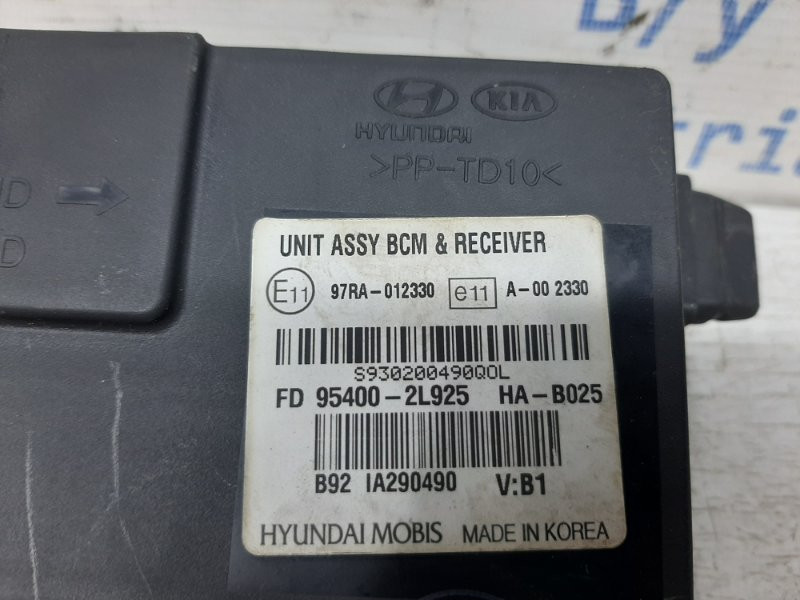 HYUNDAI KIA
>PP-TD10<
D
UNIT ASSY BCM & RECEIVER
E11 97RA-012330 e11 A-00 2330
S930200490QOL
FD 95400-2L925 HA-B025
B92 IA290490 V:B1
HYUNDAI MOBIS MADE IN KOREA